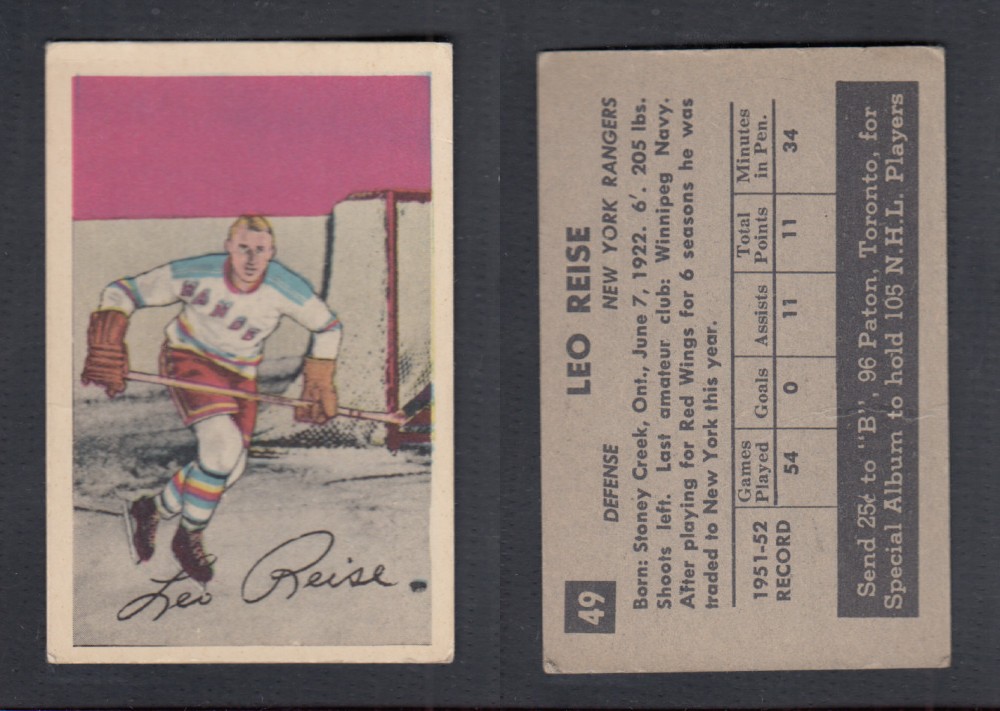 RANGE
Leo Reise
49
LEO REISE
DEFENSE NEW YORK RANGERS
Born: Stoney Creek, Ont., June 7, 1922. 6'. 205 lbs.
Shoots left. Last amateur club: Winnipeg Navy.
After playing for Red Wings for 6 seasons he was
traded to New York this year.
Games Played Goals Assists Total Points Minutes in Pen.
1951-52 RECORD 54 0 11 11 34
Send 25¢ to "B", 96 Paton, Toronto, for
Special Album to hold 105 N.H.L. Players